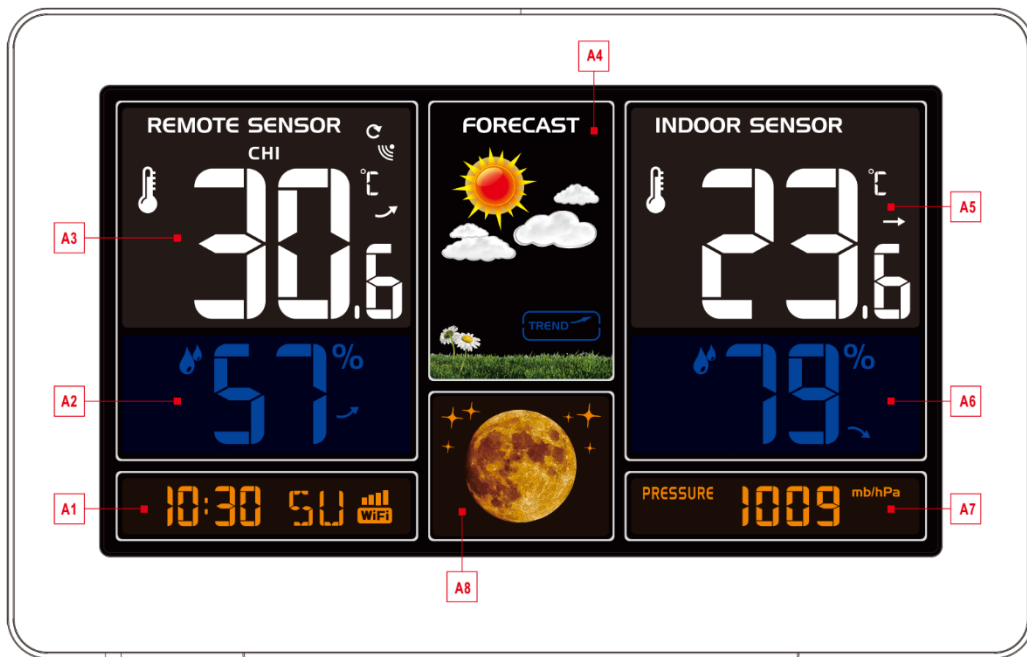 A4
REMOTE SENSOR
CHI
30.6 °C
A3
57 %
A2
FORECAST
TREND
INDOOR SENSOR
23.6 °C
A5
79 %
A6
A1
10:30 SU WiFi
A8
PRESSURE 1009 mb/hPa
A7